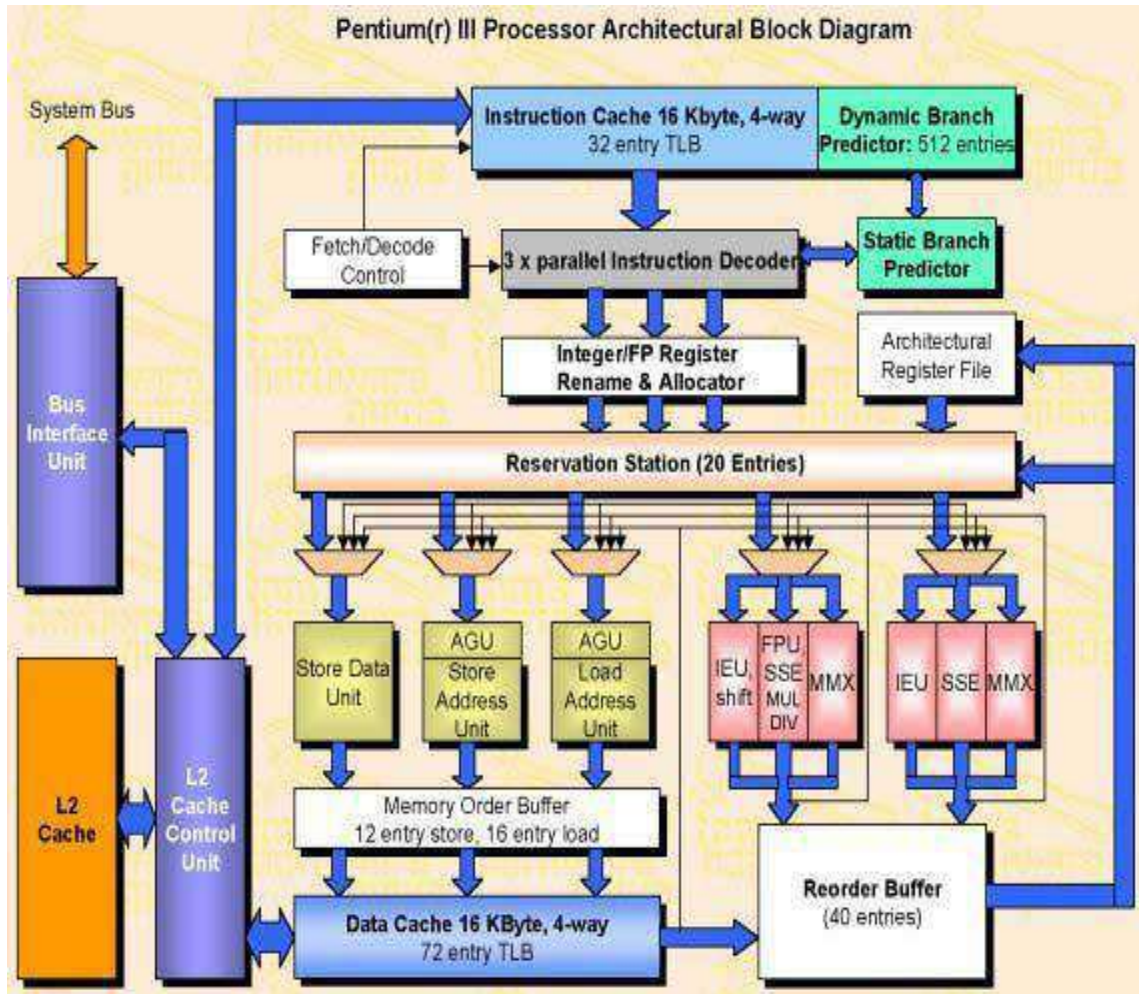 Pentium(r) III Processor Architectural Block Diagram
System Bus
Instruction Cache 16 Kbyte, 4-way
32 entry TLB
Dynamic Branch
Predictor: 512 entries
Fetch/Decode
Control
3 x parallel Instruction Decoder
Static Branch
Predictor
Integer/FP Register
Rename & Allocator
Architectural
Register File
Bus
Interface
Unit
Reservation Station (20 Entries)
Store Data
Unit
AGU
Store
Address
Unit
AGU
Load
Address
Unit
IEU,
shift
FPU,
SSE
MUL
DIV
MMX
IEU
SSE
MMX
L2
Cache
L2
Cache
Control
Unit
Memory Order Buffer
12 entry store, 16 entry load
Data Cache 16 KByte, 4-way
72 entry TLB
Reorder Buffer
(40 entries)